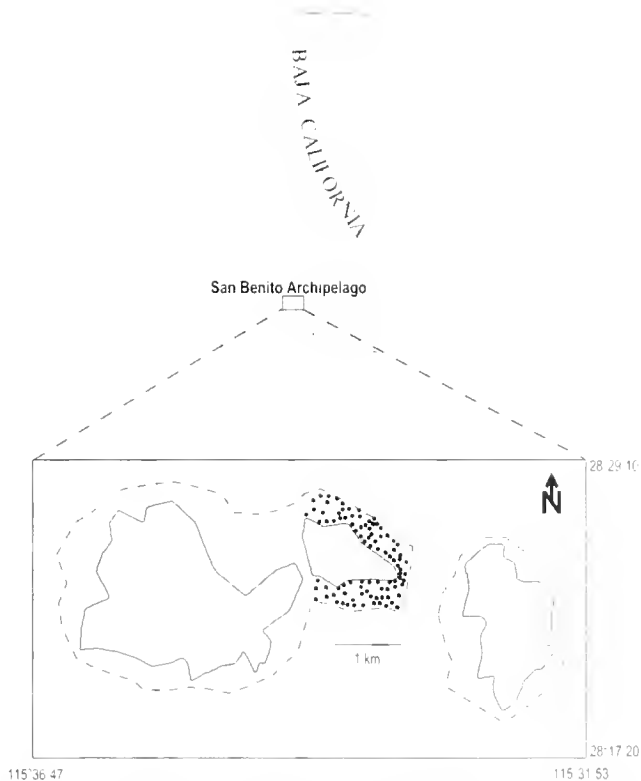 BAJA CALIFORNIA
San Benito Archipelago
28 29 10
N
1 km
28 17 20
115 36 47
115 31 53